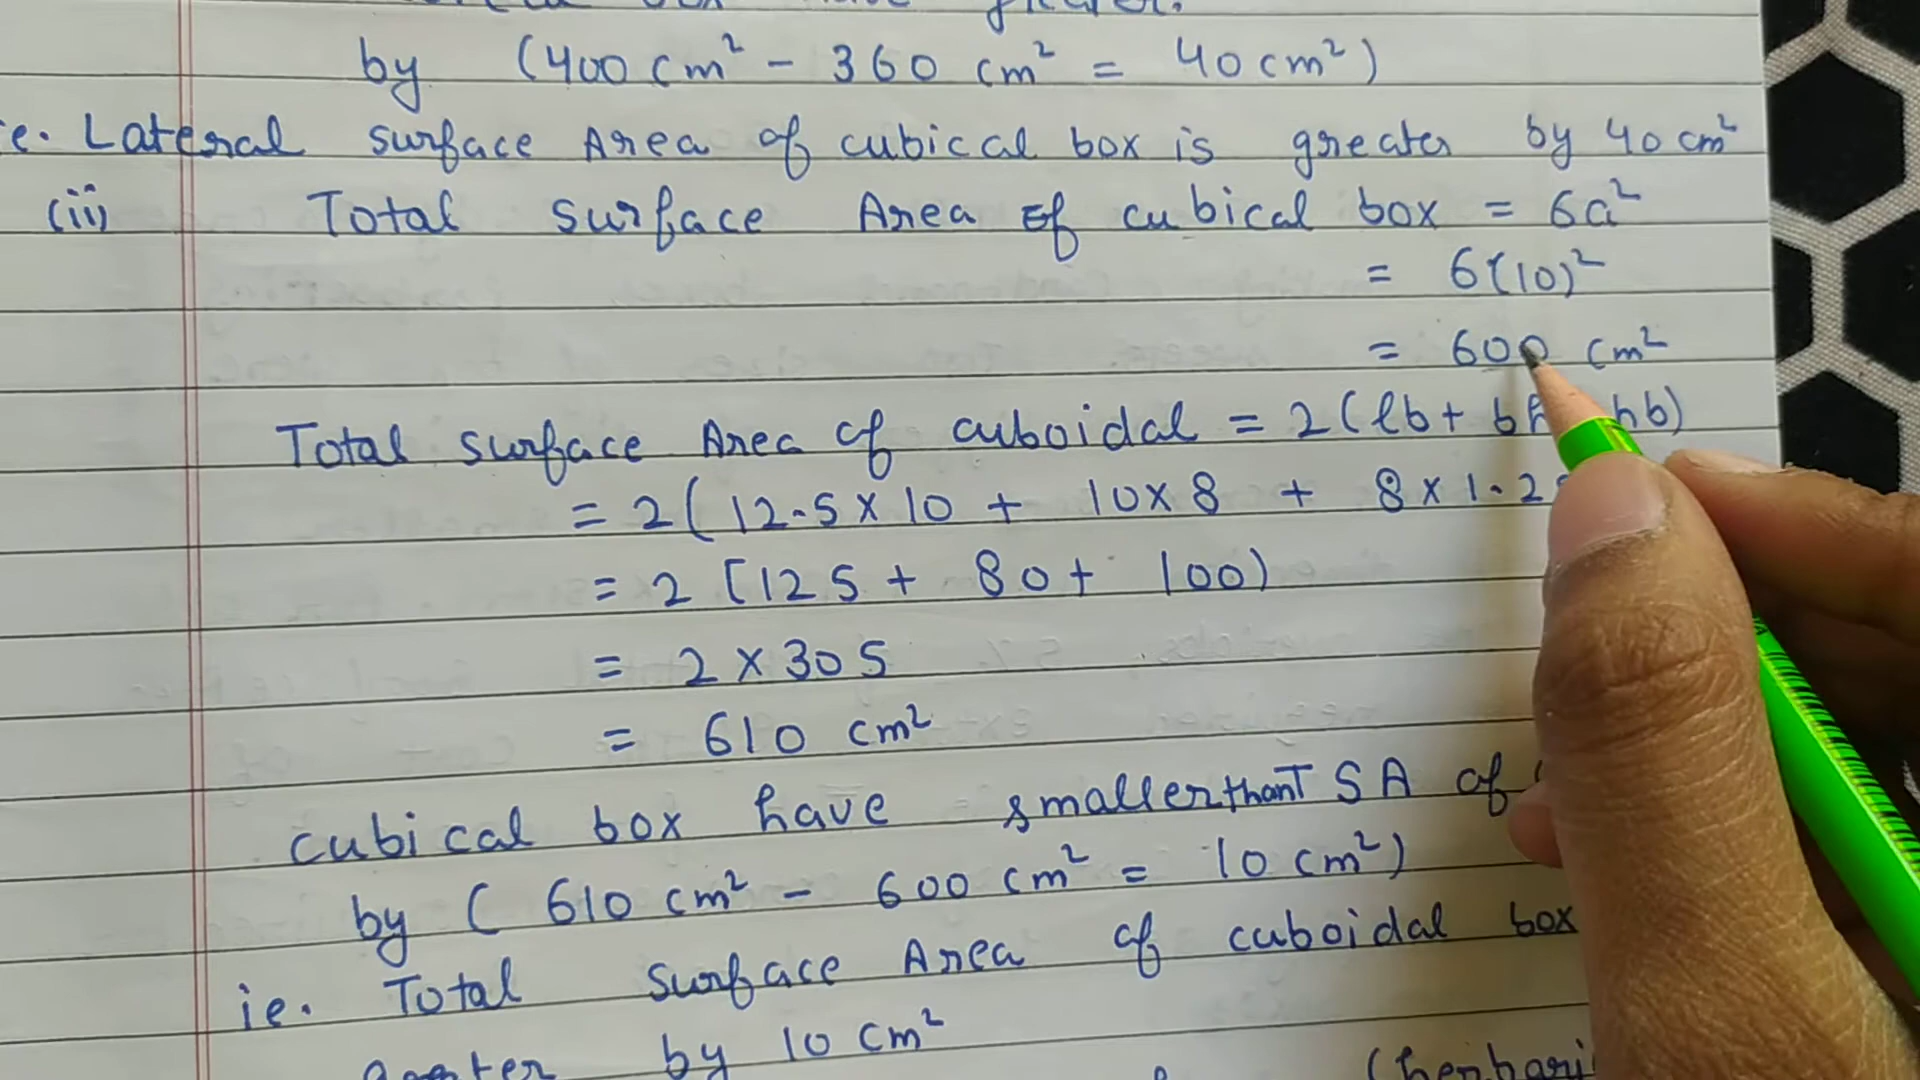 by (400 cm² - 360 cm² = 40 cm²)
e. Lateral surface Area of cubical box is greater by 40 cm²
(ii) Total surface Area of cubical box = 6a²
= 6(10)²
= 600 cm²
Total surface Area of cuboidal = 2(lb + bh hb)
= 2(12.5×10 + 10×8 + 8×1.2
= 2[125 + 80 + 100)
= 2×305
= 610 cm²
cubical box have smaller than TSA of
by (610 cm² - 600 cm² = 10 cm²)
ie. Total surface Area of cuboidal box
by 10 cm²